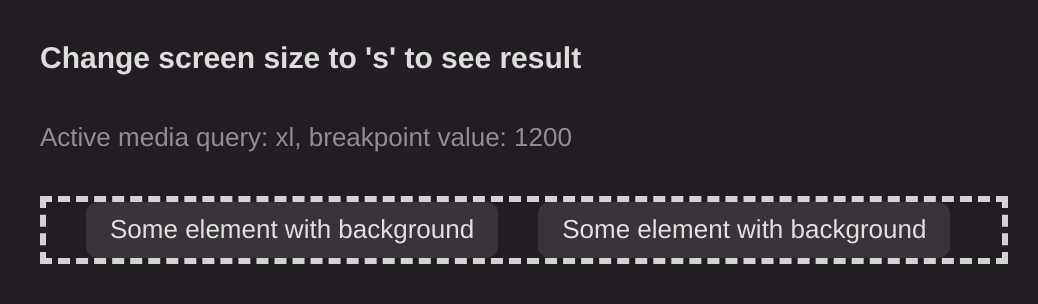 Change screen size to 's' to see result
Active media query: xl, breakpoint value: 1200
Some element with background Some element with background